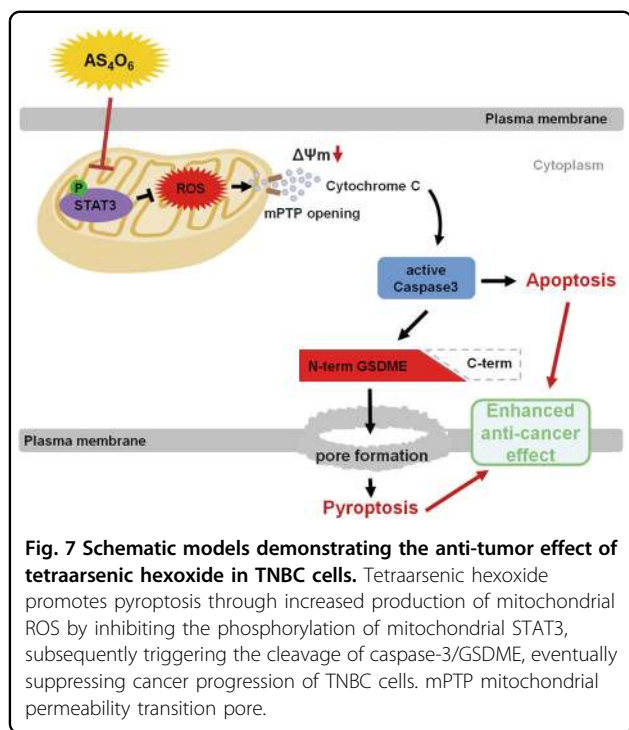 AS₄O₆
Plasma membrane
Cytoplasm
P
STAT3
ROS
ΔΨm
mPTP opening
Cytochrome C
active
Caspase3
Apoptosis
N-term GSDME
C-term
Plasma membrane
pore formation
Enhanced
anti-cancer
effect
Pyroptosis
Fig. 7 Schematic models demonstrating the anti-tumor effect of
tetraarsenic hexoxide in TNBC cells. Tetraarsenic hexoxide
promotes pyroptosis through increased production of mitochondrial
ROS by inhibiting the phosphorylation of mitochondrial STAT3,
subsequently triggering the cleavage of caspase-3/GSDME, eventually
suppressing cancer progression of TNBC cells. mPTP mitochondrial
permeability transition pore.